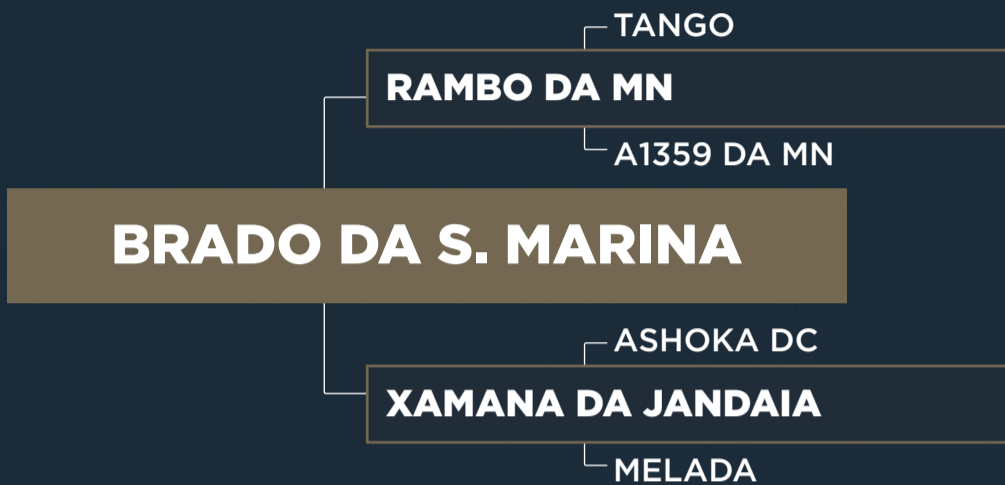 TANGO
RAMBO DA MN
A1359 DA MN
BRADO DA S. MARINA
ASHOKA DC
XAMANA DA JANDAIA
MELADA